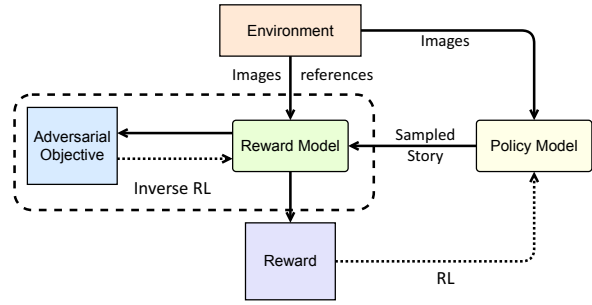 Environment
Images
Images references
Adversarial
Objective
Reward Model
Sampled
Story
Policy Model
Inverse RL
Reward
RL